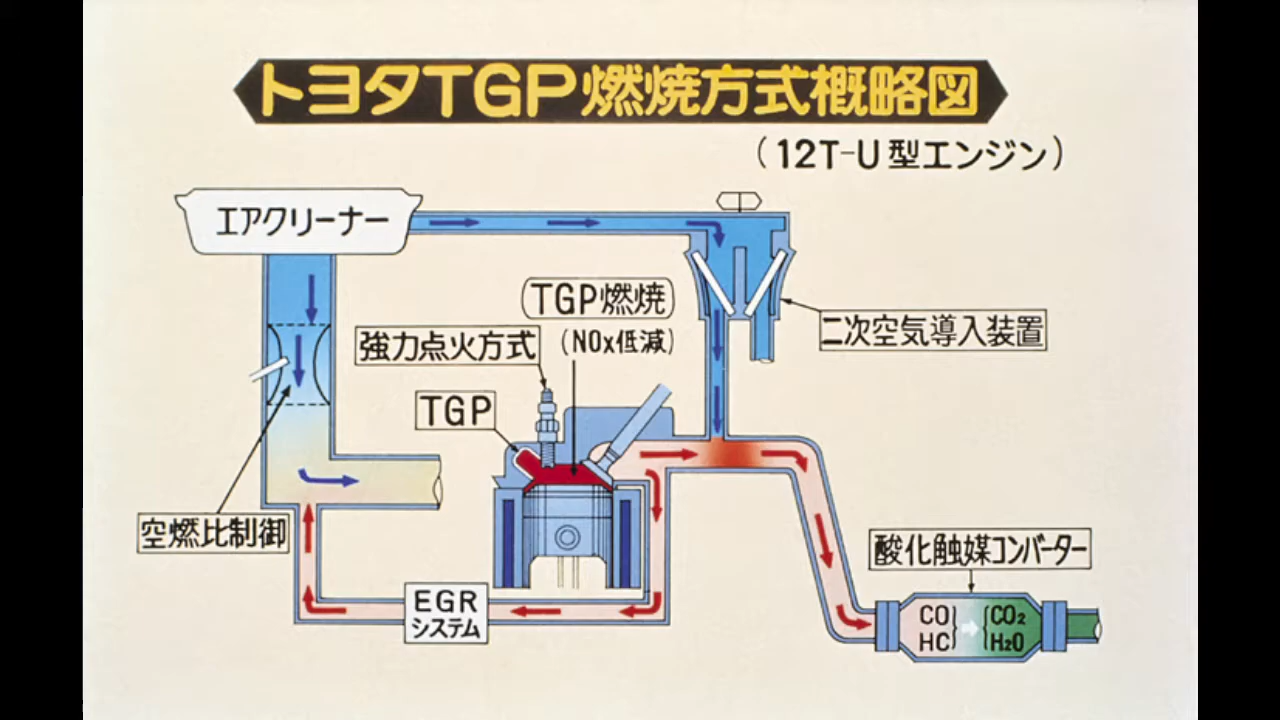 トヨタTGP燃焼方式概略図
（12T-U型エンジン）
エアクリーナー
TGP燃焼
(NOx低減)
強力点火方式
二次空気導入装置
TGP
空燃比制御
酸化触媒コンバーター
EGR
システム
CO
HC
CO₂
H₂O